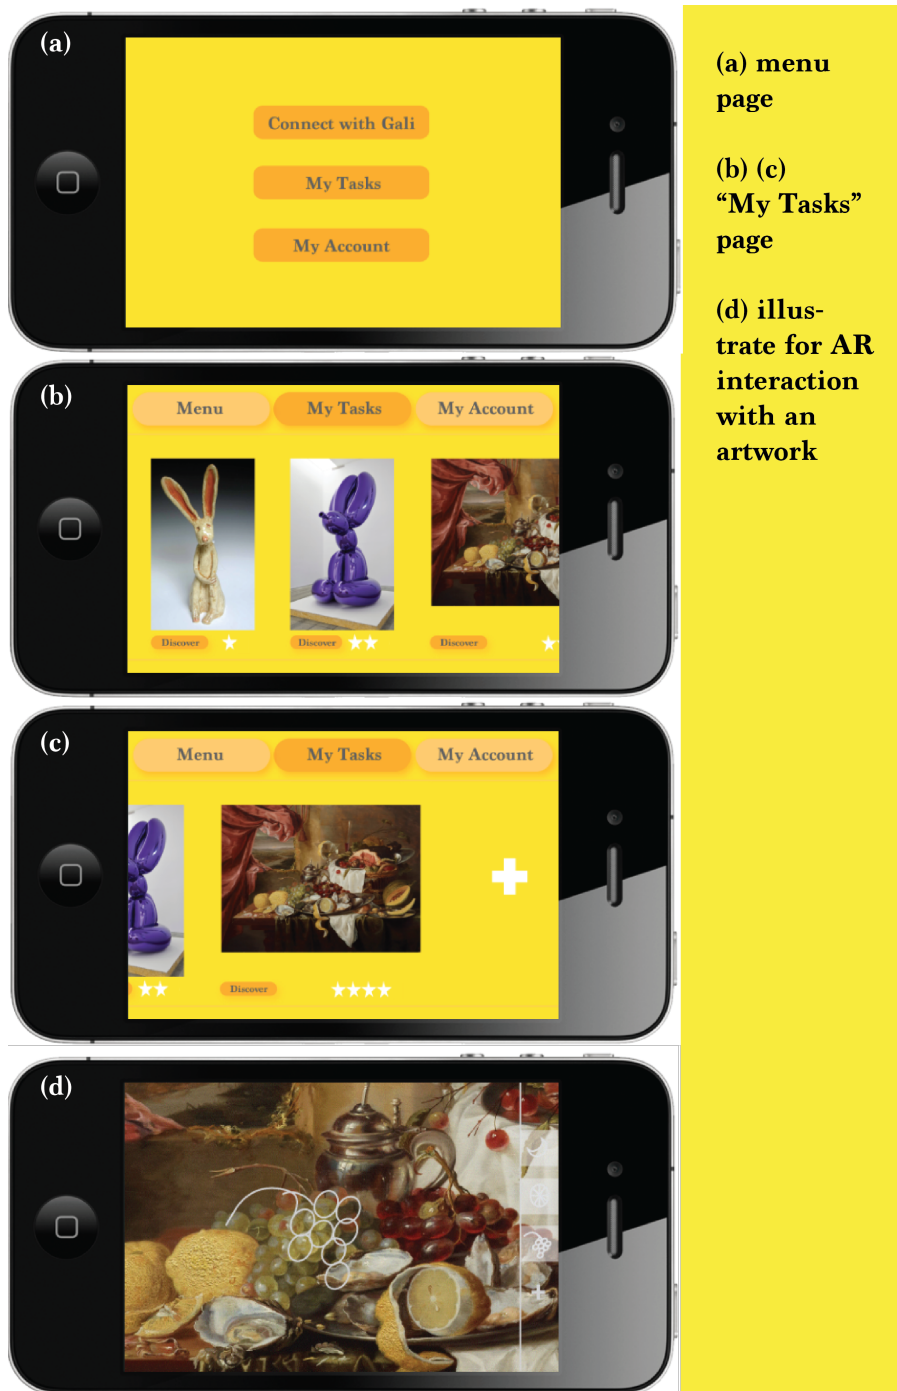 (a)
Connect with Gali
My Tasks
My Account
(b)
Menu
My Tasks
My Account
Discover
Discover
Discover
(c)
Menu
My Tasks
My Account
Discover
(d)
(a) menu
page
(b) (c)
“My Tasks”
page
(d) illus-
trate for AR
interaction
with an
artwork